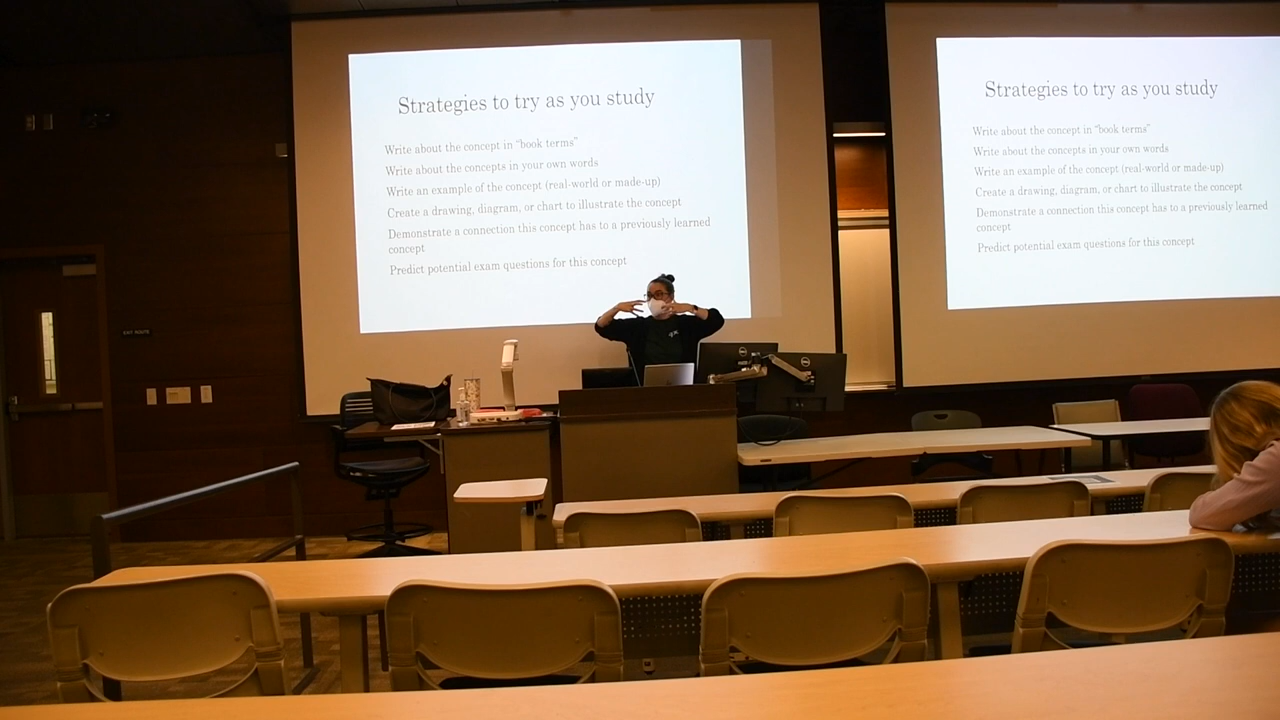 Strategies to try as you study
Write about the concept in “book terms”
Write about the concepts in your own words
Write an example of the concept (real-world or made-up)
Create a drawing, diagram, or chart to illustrate the concept
Demonstrate a connection this concept has to a previously learned
concept
Predict potential exam questions for this concept
Strategies to try as you study
Write about the concept in “book terms”
Write about the concepts in your own words
Write an example of the concept (real-world or made-up)
Create a drawing, diagram, or chart to illustrate the concept
Demonstrate a connection this concept has to a previously learned
concept
Predict potential exam questions for this concept
EXIT ROUTE
DELL
DELL